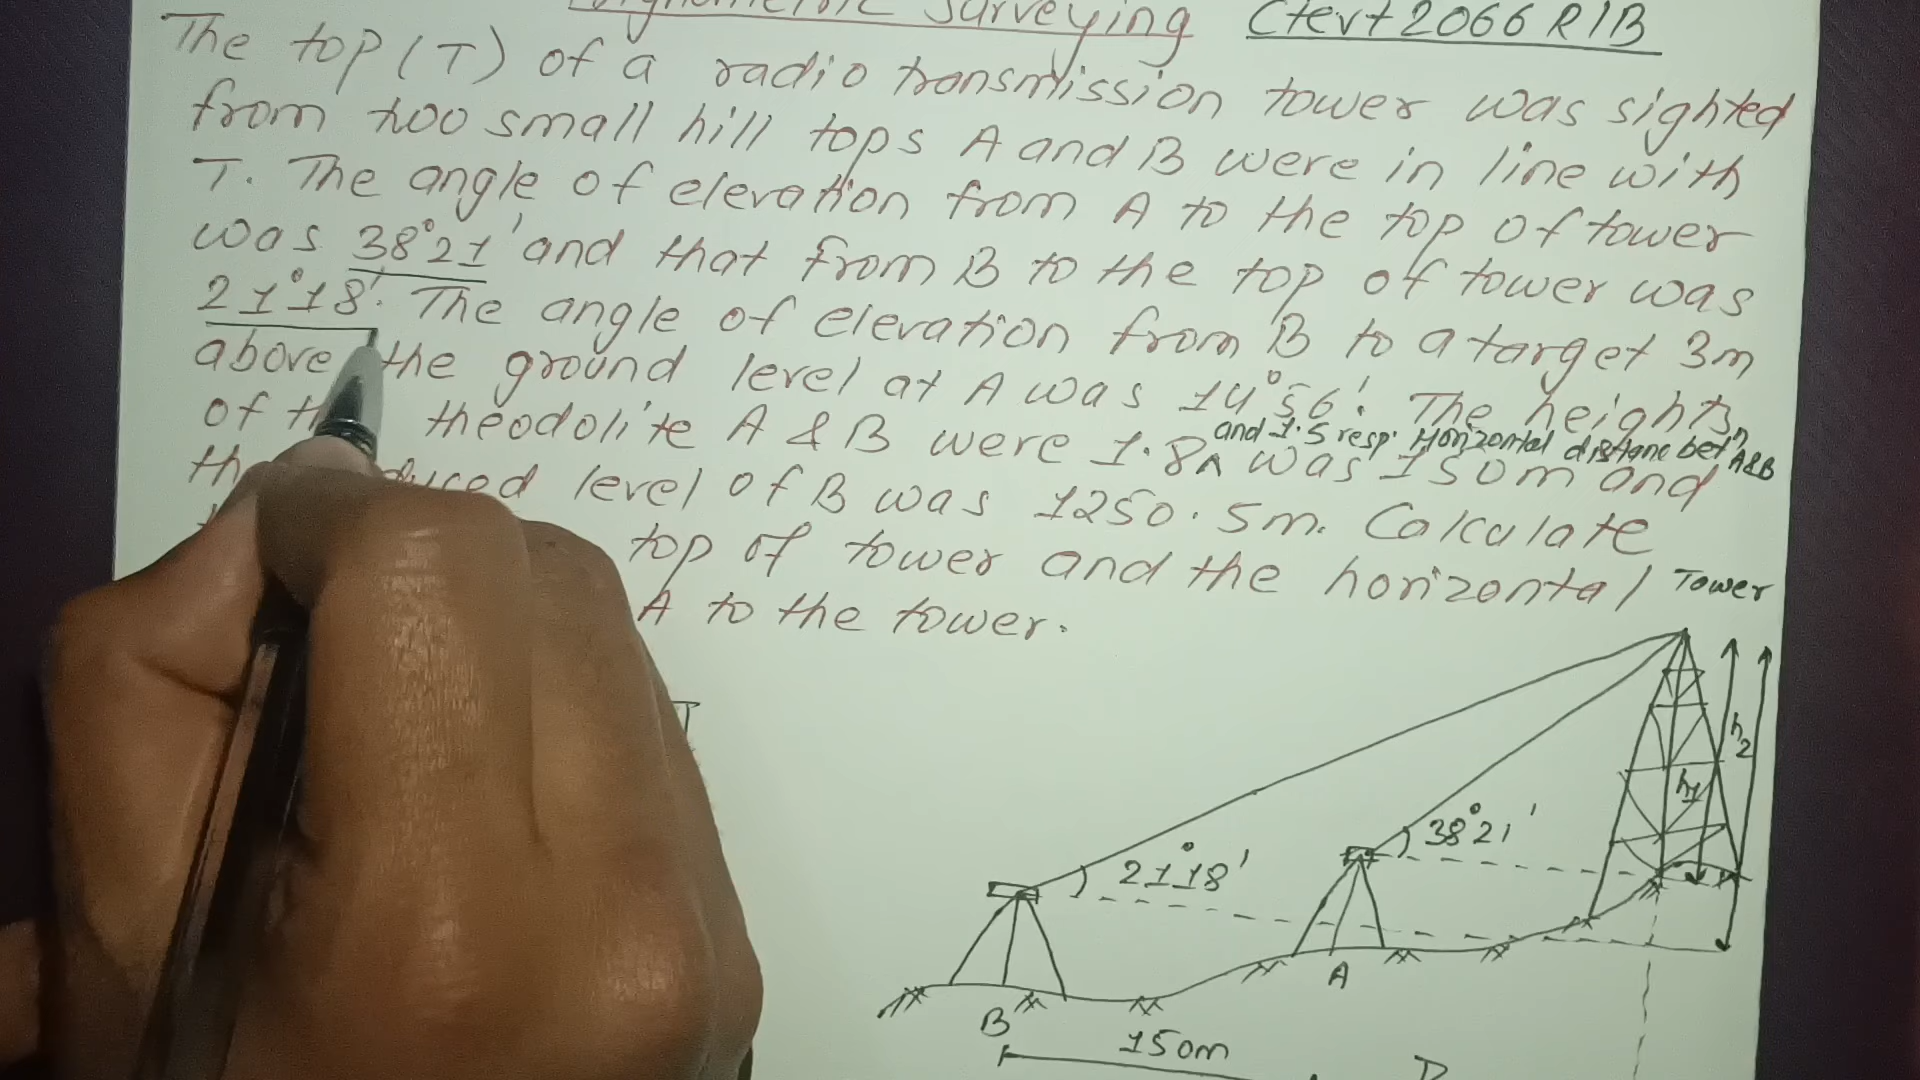 Surveying Ctevt 2066 R/B
The top (T) of a radio transmission tower was sighted
from two small hill tops A and B were in line with
T. The angle of elevation from A to the top of tower
was 38°21' and that from B to the top of tower was
21°18'. The angle of elevation from B to a target 3m
above the ground level at A was 14°56'. The heights
of theodolite A & B were 1.8 and 1.5 resp. Horizontal distance betn A&B was 150m and
level of B was 1250.5m. Calculate
top of tower and the horizontal
A to the tower.
Tower
h2
h1
38°21'
21°18'
A
B
150m
D